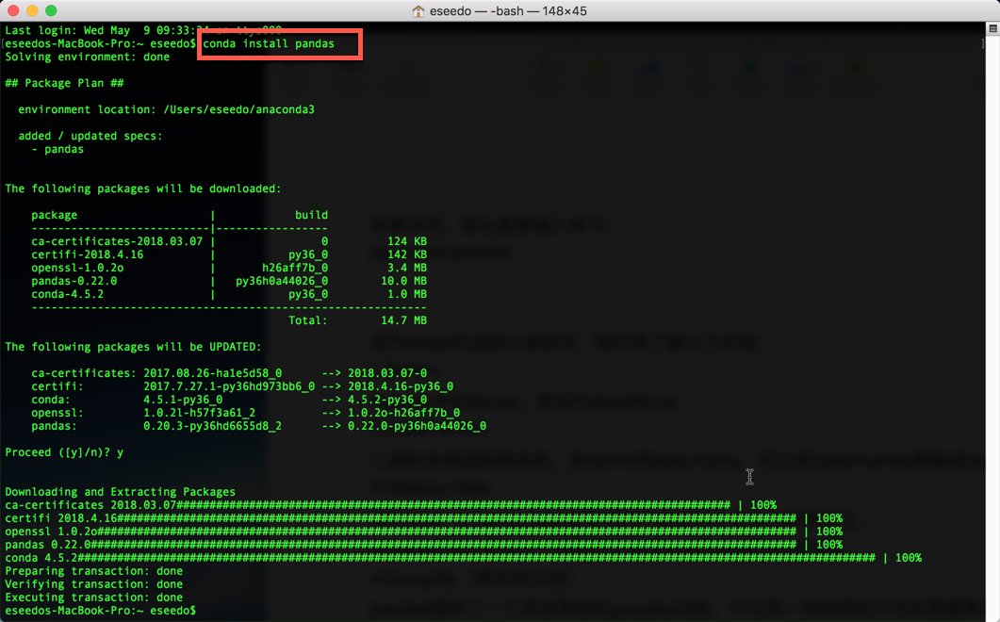 eseedo — -bash — 148×45
Last login: Wed May  9 09:33:
eseedos-MacBook-Pro:~ eseedo$ conda install pandas
Solving environment: done
## Package Plan ##
  environment location: /Users/eseedo/anaconda3
  added / updated specs:
    - pandas
The following packages will be downloaded:
    package                    |            build
    ---------------------------|-----------------
    ca-certificates-2018.03.07 |                0         124 KB
    certifi-2018.4.16          |           py36_0         142 KB
    openssl-1.0.2o             |       h26aff7b_0         3.4 MB
    pandas-0.22.0              |   py36h0a44026_0        10.0 MB
    conda-4.5.2                |           py36_0         1.0 MB
    ------------------------------------------------------------
                                           Total:        14.7 MB
The following packages will be UPDATED:
    ca-certificates: 2017.08.26-ha1e5d58_0      --> 2018.03.07-0
    certifi:         2017.7.27.1-py36hd973bb6_0 --> 2018.4.16-py36_0
    conda:           4.5.1-py36_0               --> 4.5.2-py36_0
    openssl:         1.0.2l-h57f3a61_2          --> 1.0.2o-h26aff7b_0
    pandas:          0.20.3-py36hd6655d8_2      --> 0.22.0-py36h0a44026_0
Proceed ([y]/n)? y
Downloading and Extracting Packages
ca-certificates 2018.03.07#################################################################################### | 100%
certifi 2018.4.16####################################################################################################### | 100%
openssl 1.0.2o########################################################################################################## | 100%
pandas 0.22.0########################################################################################################### | 100%
conda 4.5.2######################################################################################################################### | 100%
Preparing transaction: done
Verifying transaction: done
Executing transaction: done
eseedos-MacBook-Pro:~ eseedo$